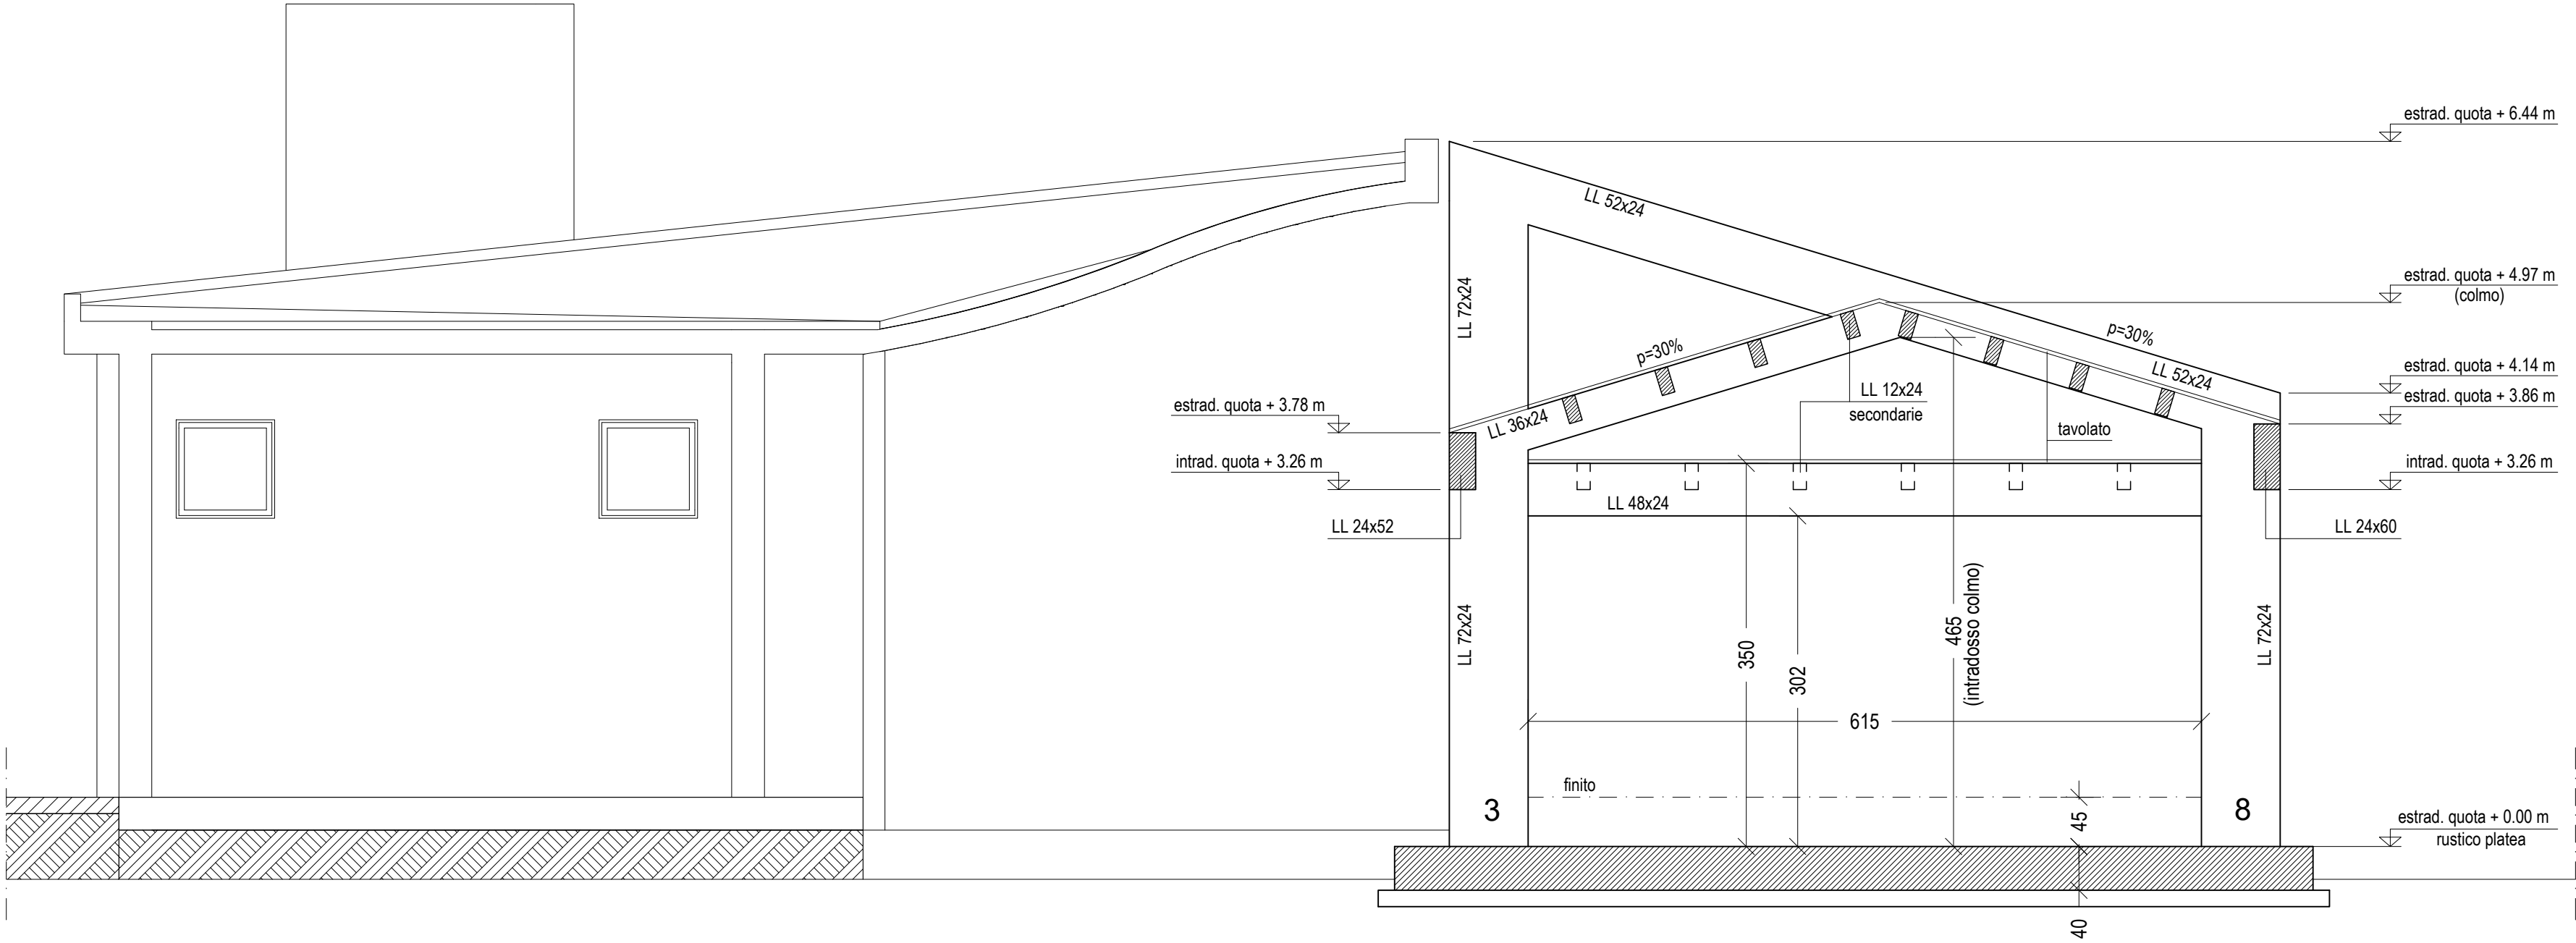 estrad. quota + 6.44 m
LL 52x24
LL 72x24
estrad. quota + 4.97 m
(colmo)
p=30%
p=30%
LL 52x24
estrad. quota + 4.14 m
estrad. quota + 3.86 m
LL 12x24
secondarie
estrad. quota + 3.78 m
LL 36x24
tavolato
intrad. quota + 3.26 m
intrad. quota + 3.26 m
LL 48x24
LL 24x52
LL 24x60
LL 72x24
350
302
465
(intradosso colmo)
LL 72x24
615
finito
3
45
8
estrad. quota + 0.00 m
rustico platea
40